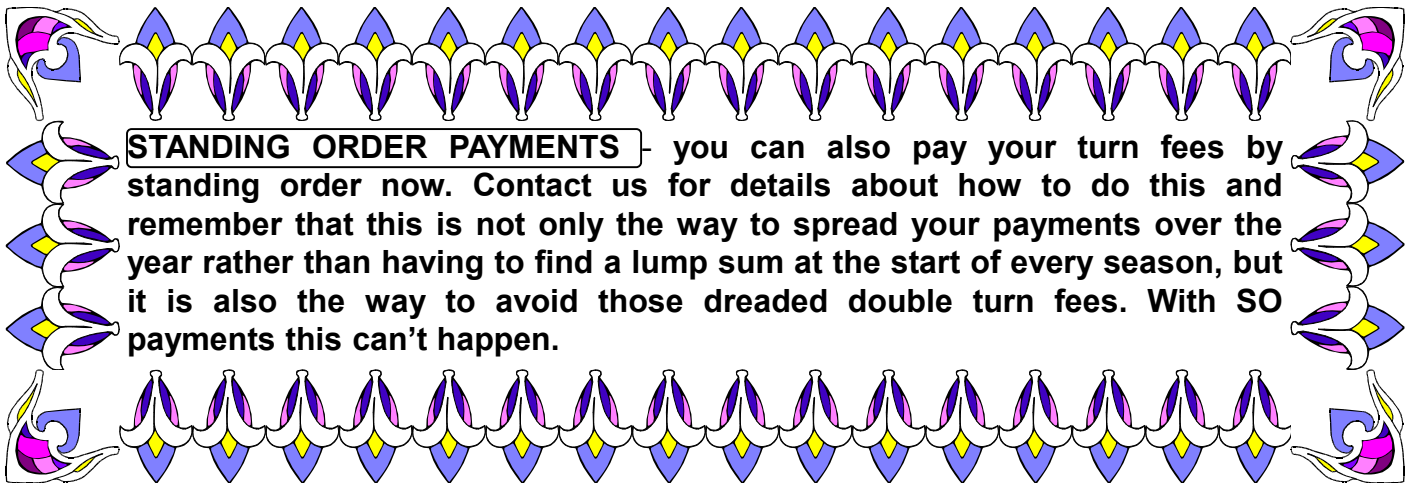 STANDING ORDER PAYMENTS - you can also pay your turn fees by
standing order now. Contact us for details about how to do this and
remember that this is not only the way to spread your payments over the
year rather than having to find a lump sum at the start of every season, but
it is also the way to avoid those dreaded double turn fees. With SO
payments this can’t happen.